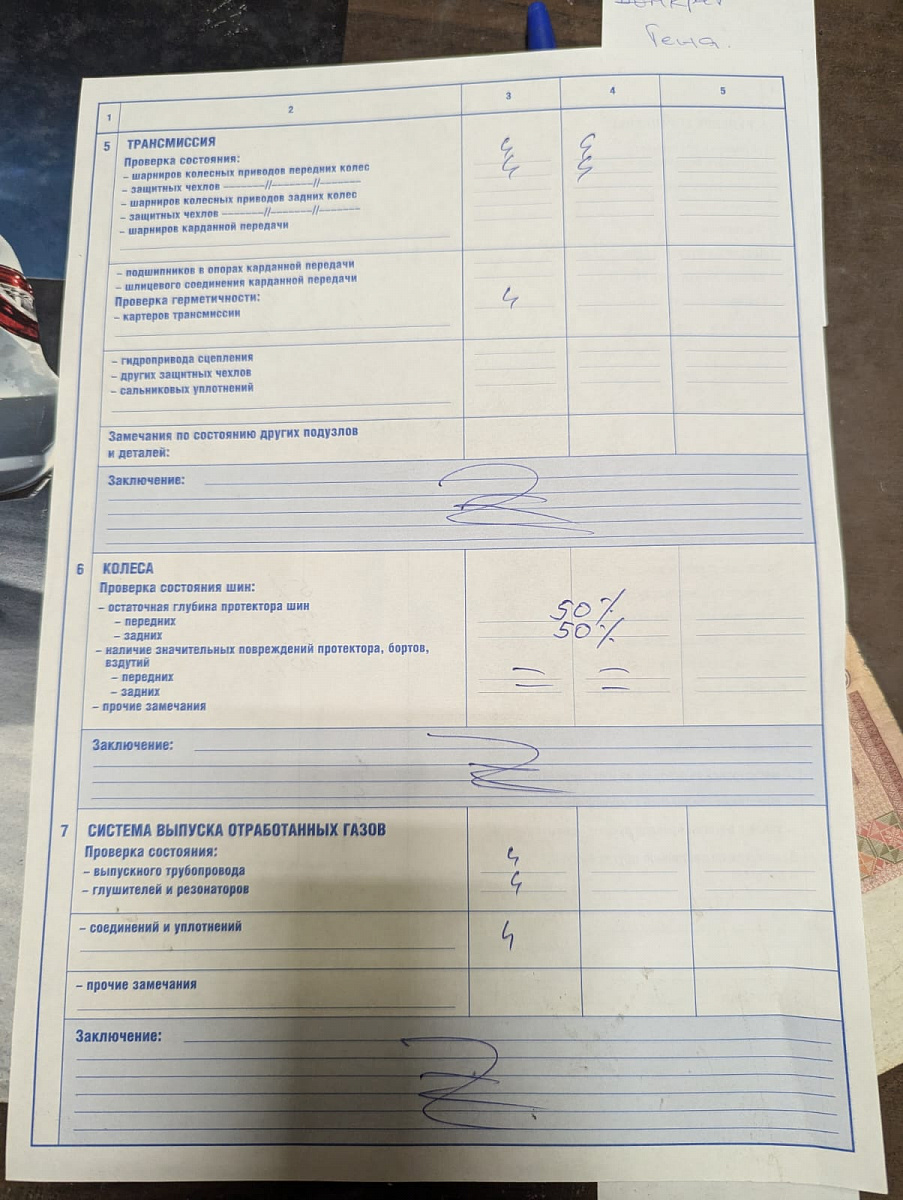 Гена.
1 2 3 4 5
5 ТРАНСМИССИЯ
Проверка состояния:
– шарниров колесных приводов передних колес
– защитных чехлов ————//————//————
– шарниров колесных приводов задних колес
– защитных чехлов ————//————//————
– шарниров карданной передачи
– подшипников в опорах карданной передачи
– шлицевого соединения карданной передачи
Проверка герметичности:
– картеров трансмиссии
– гидропривода сцепления
– других защитных чехлов
– сальниковых уплотнений
Замечания по состоянию других подузлов
и деталей:
Заключение:
6 КОЛЕСА
Проверка состояния шин:
– остаточная глубина протектора шин
– передних 50%
– задних 50%
– наличие значительных повреждений протектора, бортов,
вздутий
– передних
– задних
– прочие замечания
Заключение:
7 СИСТЕМА ВЫПУСКА ОТРАБОТАННЫХ ГАЗОВ
Проверка состояния:
– выпускного трубопровода
– глушителей и резонаторов
– соединений и уплотнений
– прочие замечания
Заключение: